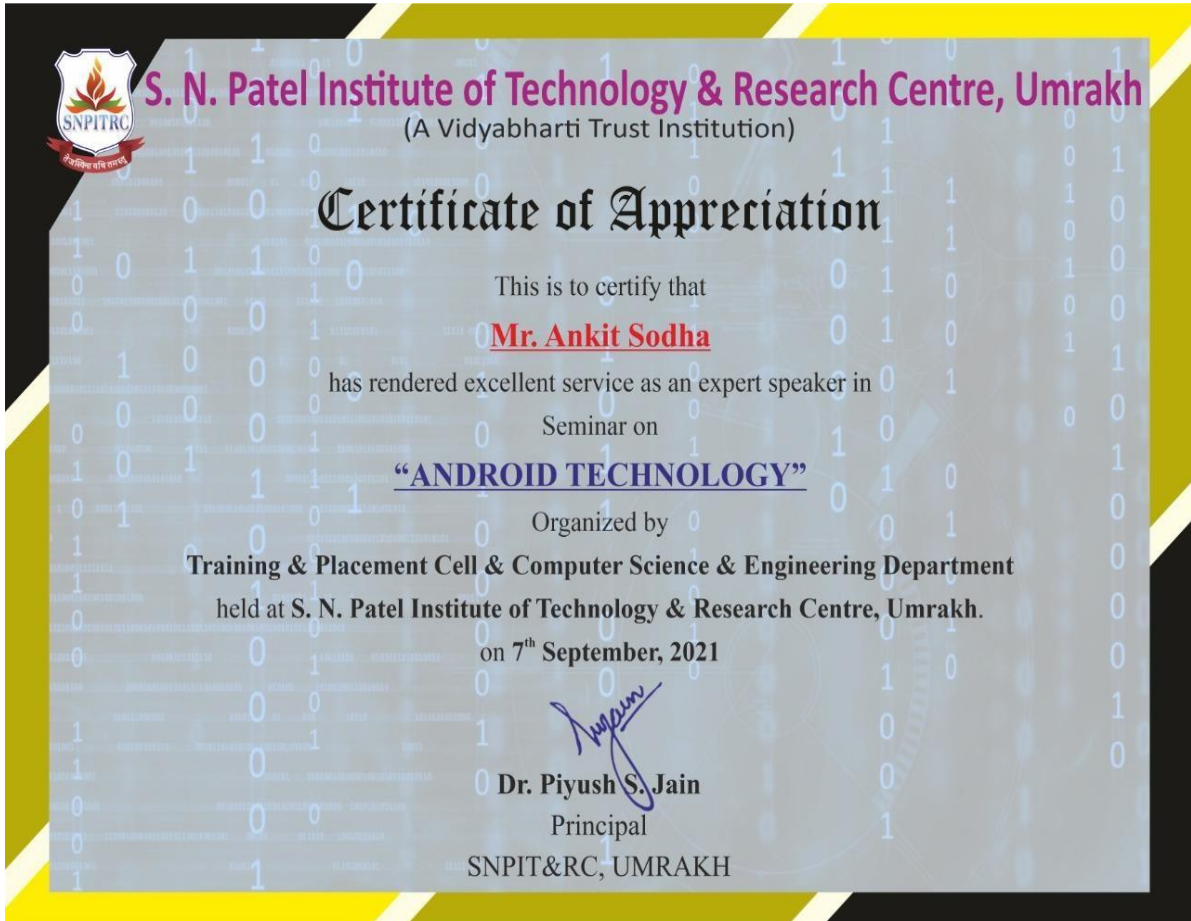 S. N. Patel Institute of Technology & Research Centre, Umrakh
(A Vidyabharti Trust Institution)
SNPITRC
Certificate of Appreciation
This is to certify that
Mr. Ankit Sodha
has rendered excellent service as an expert speaker in
Seminar on
“ANDROID TECHNOLOGY”
Organized by
Training & Placement Cell & Computer Science & Engineering Department
held at S. N. Patel Institute of Technology & Research Centre, Umrakh.
on 7th September, 2021
Dr. Piyush S. Jain
Principal
SNPIT&RC, UMRAKH